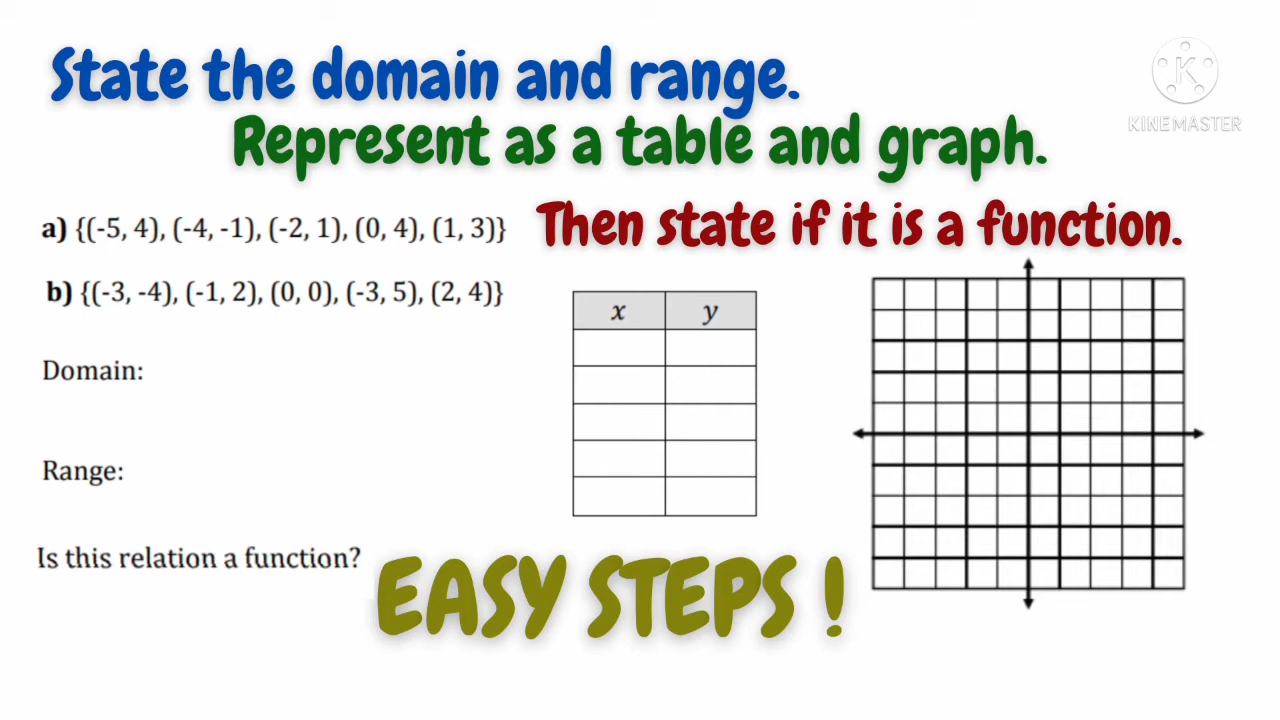 State the domain and range.
Represent as a table and graph.
K
KINEMASTER
a) {(-5, 4), (-4, -1), (-2, 1), (0, 4), (1, 3)}
Then state if it is a function.
b) {(-3, -4), (-1, 2), (0, 0), (-3, 5), (2, 4)}
x y
Domain:
Range:
Is this relation a function?
EASY STEPS !